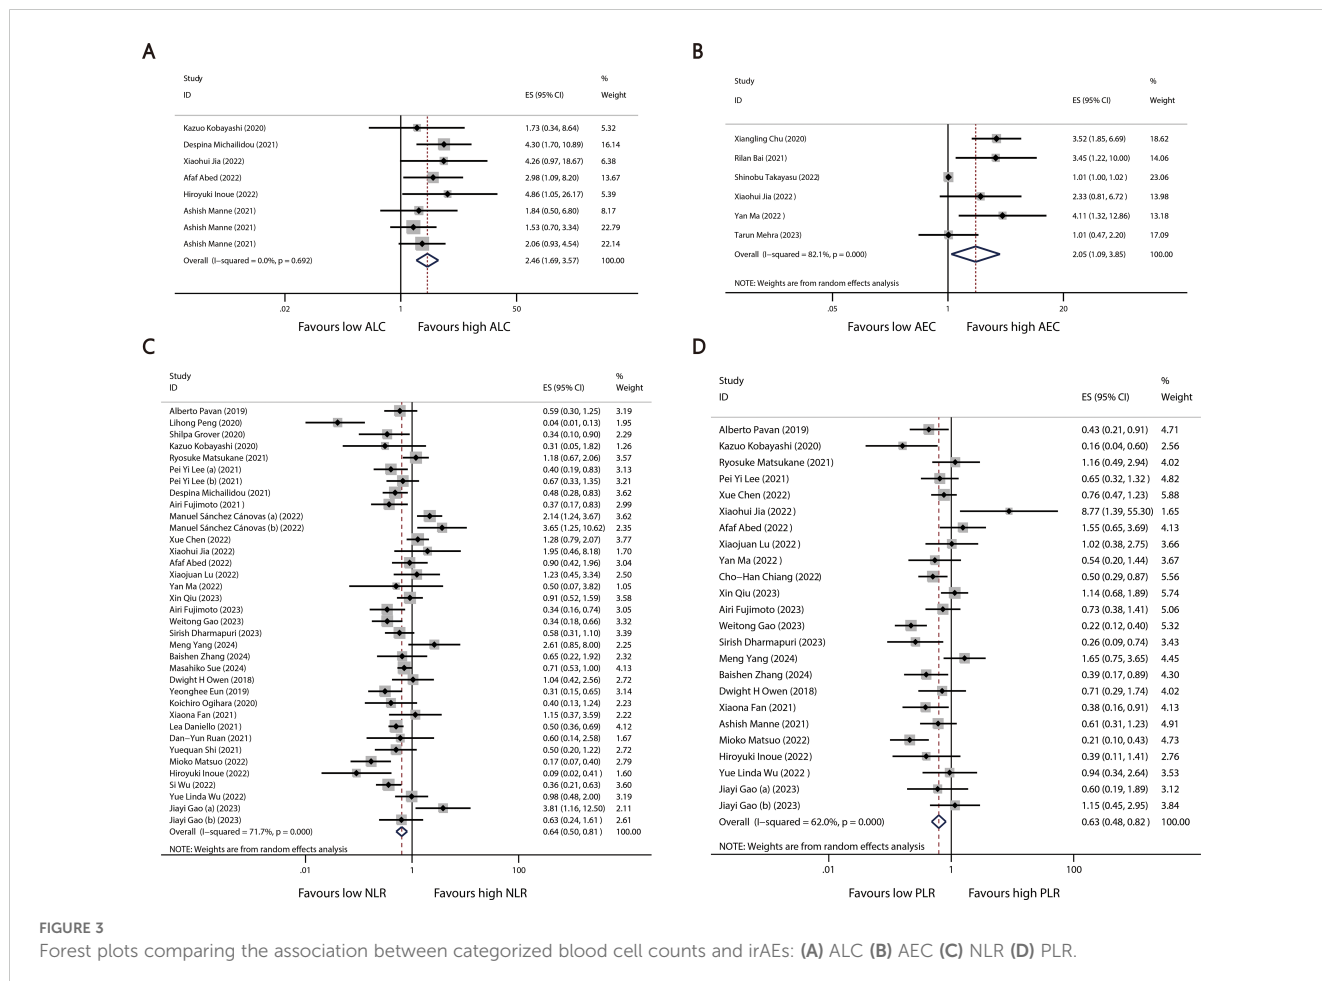 A
Study %
ID ES (95% CI) Weight
Kazuo Kobayashi (2020) 1.73 (0.34, 8.64) 5.32
Despina Michailidou (2021) 4.30 (1.70, 10.89) 16.14
Xiaohui Jia (2022) 4.26 (0.97, 18.67) 6.38
Afaf Abed (2022) 2.98 (1.09, 8.20) 13.67
Hiroyuki Inoue (2022) 4.86 (1.05, 26.17) 5.39
Ashish Manne (2021) 1.84 (0.50, 6.80) 8.17
Ashish Manne (2021) 1.53 (0.70, 3.34) 22.79
Ashish Manne (2021) 2.06 (0.93, 4.54) 22.14
Overall (I−squared = 0.0%, p = 0.692) 2.46 (1.69, 3.57) 100.00
.02 1 50
Favours low ALC Favours high ALC
B
Study %
ID ES (95% CI) Weight
Xiangling Chu (2020) 3.52 (1.85, 6.69) 18.62
Rilan Bai (2021) 3.45 (1.22, 10.00) 14.06
Shinobu Takayasu (2022) 1.01 (1.00, 1.02 ) 23.06
Xiaohui Jia (2022 ) 2.33 (0.81, 6.72 ) 13.98
Yan Ma (2022 ) 4.11 (1.32, 12.86) 13.18
Tarun Mehra (2023) 1.01 (0.47, 2.20) 17.09
Overall (I−squared = 82.1%, p = 0.000) 2.05 (1.09, 3.85) 100.00
NOTE: Weights are from random effects analysis
.05 1 20
Favours low AEC Favours high AEC
C
Study %
ID ES (95% CI) Weight
Alberto Pavan (2019) 0.59 (0.30, 1.25) 3.19
Lihong Peng (2020) 0.04 (0.01, 0.13) 1.95
Shilpa Grover (2020) 0.34 (0.10, 0.90) 2.29
Kazuo Kobayashi (2020) 0.31 (0.05, 1.82) 1.26
Ryosuke Matsukane (2021) 1.18 (0.67, 2.06) 3.57
Pei Yi Lee (a) (2021) 0.40 (0.19, 0.83) 3.13
Pei Yi Lee (b) (2021) 0.67 (0.33, 1.35) 3.21
Despina Michailidou (2021) 0.48 (0.28, 0.83) 3.62
Airi Fujimoto (2021 ) 0.37 (0.17, 0.83) 2.99
Manuel Sánchez Cánovas (a) (2022) 2.14 (1.24, 3.67) 3.62
Manuel Sánchez Cánovas (b) (2022) 3.65 (1.25, 10.62) 2.35
Xue Chen (2022) 1.28 (0.79, 2.07) 3.77
Xiaohui Jia (2022) 1.95 (0.46, 8.18) 1.70
Afaf Abed (2022) 0.90 (0.42, 1.96) 3.04
Xiaojuan Lu (2022) 1.23 (0.45, 3.34) 2.50
Yan Ma (2022) 0.50 (0.07, 3.82) 1.05
Xin Qiu (2023) 0.91 (0.52, 1.59) 3.58
Airi Fujimoto (2023) 0.34 (0.16, 0.74) 3.05
Weitong Gao (2023) 0.34 (0.18, 0.66) 3.32
Sirish Dharmapuri (2023) 0.58 (0.31, 1.10) 3.39
Meng Yang (2024) 2.61 (0.85, 8.00) 2.25
Baishen Zhang (2024) 0.65 (0.22, 1.92) 2.32
Masahiko Sue (2024) 0.71 (0.53, 1.00) 4.13
Dwight H Owen (2018) 1.04 (0.42, 2.56) 2.72
Yeonghee Eun (2019) 0.31 (0.15, 0.65) 3.14
Koichiro Ogihara (2020) 0.40 (0.13, 1.24) 2.23
Xiaona Fan (2021) 1.15 (0.37, 3.59) 2.22
Lea Daniello (2021) 0.50 (0.36, 0.69) 4.12
Dan−Yun Ruan (2021) 0.60 (0.14, 2.58) 1.67
Yuequan Shi (2021) 0.50 (0.20, 1.22) 2.72
Mioko Matsuo (2022) 0.17 (0.07, 0.40) 2.79
Hiroyuki Inoue (2022) 0.09 (0.02, 0.41) 1.60
Si Wu (2022) 0.36 (0.21, 0.63) 3.60
Yue Linda Wu (2022) 0.98 (0.48, 2.00) 3.19
Jiayi Gao (a) (2023) 3.81 (1.16, 12.50) 2.11
Jiayi Gao (b) (2023) 0.63 (0.24, 1.61 ) 2.61
Overall (I−squared = 71.7%, p = 0.000) 0.64 (0.50, 0.81 ) 100.00
NOTE: Weights are from random effects analysis
.01 1 100
Favours low NLR Favours high NLR
D
Study %
ID ES (95% CI) Weight
Alberto Pavan (2019) 0.43 (0.21, 0.91) 4.71
Kazuo Kobayashi (2020) 0.16 (0.04, 0.60) 2.56
Ryosuke Matsukane (2021) 1.16 (0.49, 2.94) 4.02
Pei Yi Lee (2021) 0.65 (0.32, 1.32 ) 4.82
Xue Chen (2022) 0.76 (0.47, 1.23) 5.88
Xiaohui Jia (2022 ) 8.77 (1.39, 55.30) 1.65
Afaf Abed (2022 ) 1.55 (0.65, 3.69) 4.13
Xiaojuan Lu (2022 ) 1.02 (0.38, 2.75) 3.66
Yan Ma (2022 ) 0.54 (0.20, 1.44) 3.67
Cho−Han Chiang (2022) 0.50 (0.29, 0.87) 5.56
Xin Qiu (2023) 1.14 (0.68, 1.89) 5.74
Airi Fujimoto (2023) 0.73 (0.38, 1.41) 5.06
Weitong Gao (2023) 0.22 (0.12, 0.40) 5.32
Sirish Dharmapuri (2023) 0.26 (0.09, 0.74) 3.43
Meng Yang (2024) 1.65 (0.75, 3.65) 4.45
Baishen Zhang (2024) 0.39 (0.17, 0.89) 4.30
Dwight H Owen (2018) 0.71 (0.29, 1.74) 4.02
Xiaona Fan (2021) 0.38 (0.16, 0.91) 4.13
Ashish Manne (2021) 0.61 (0.31, 1.23) 4.91
Mioko Matsuo (2022) 0.21 (0.10, 0.43) 4.73
Hiroyuki Inoue (2022) 0.39 (0.11, 1.41) 2.76
Yue Linda Wu (2022 ) 0.94 (0.34, 2.64) 3.53
Jiayi Gao (a) (2023) 0.60 (0.19, 1.89) 3.12
Jiayi Gao (b) (2023) 1.15 (0.45, 2.95) 3.84
Overall (I−squared = 62.0%, p = 0.000) 0.63 (0.48, 0.82 ) 100.00
NOTE: Weights are from random effects analysis
.01 1 100
Favours low PLR Favours high PLR
FIGURE 3
Forest plots comparing the association between categorized blood cell counts and irAEs: (A) ALC (B) AEC (C) NLR (D) PLR.